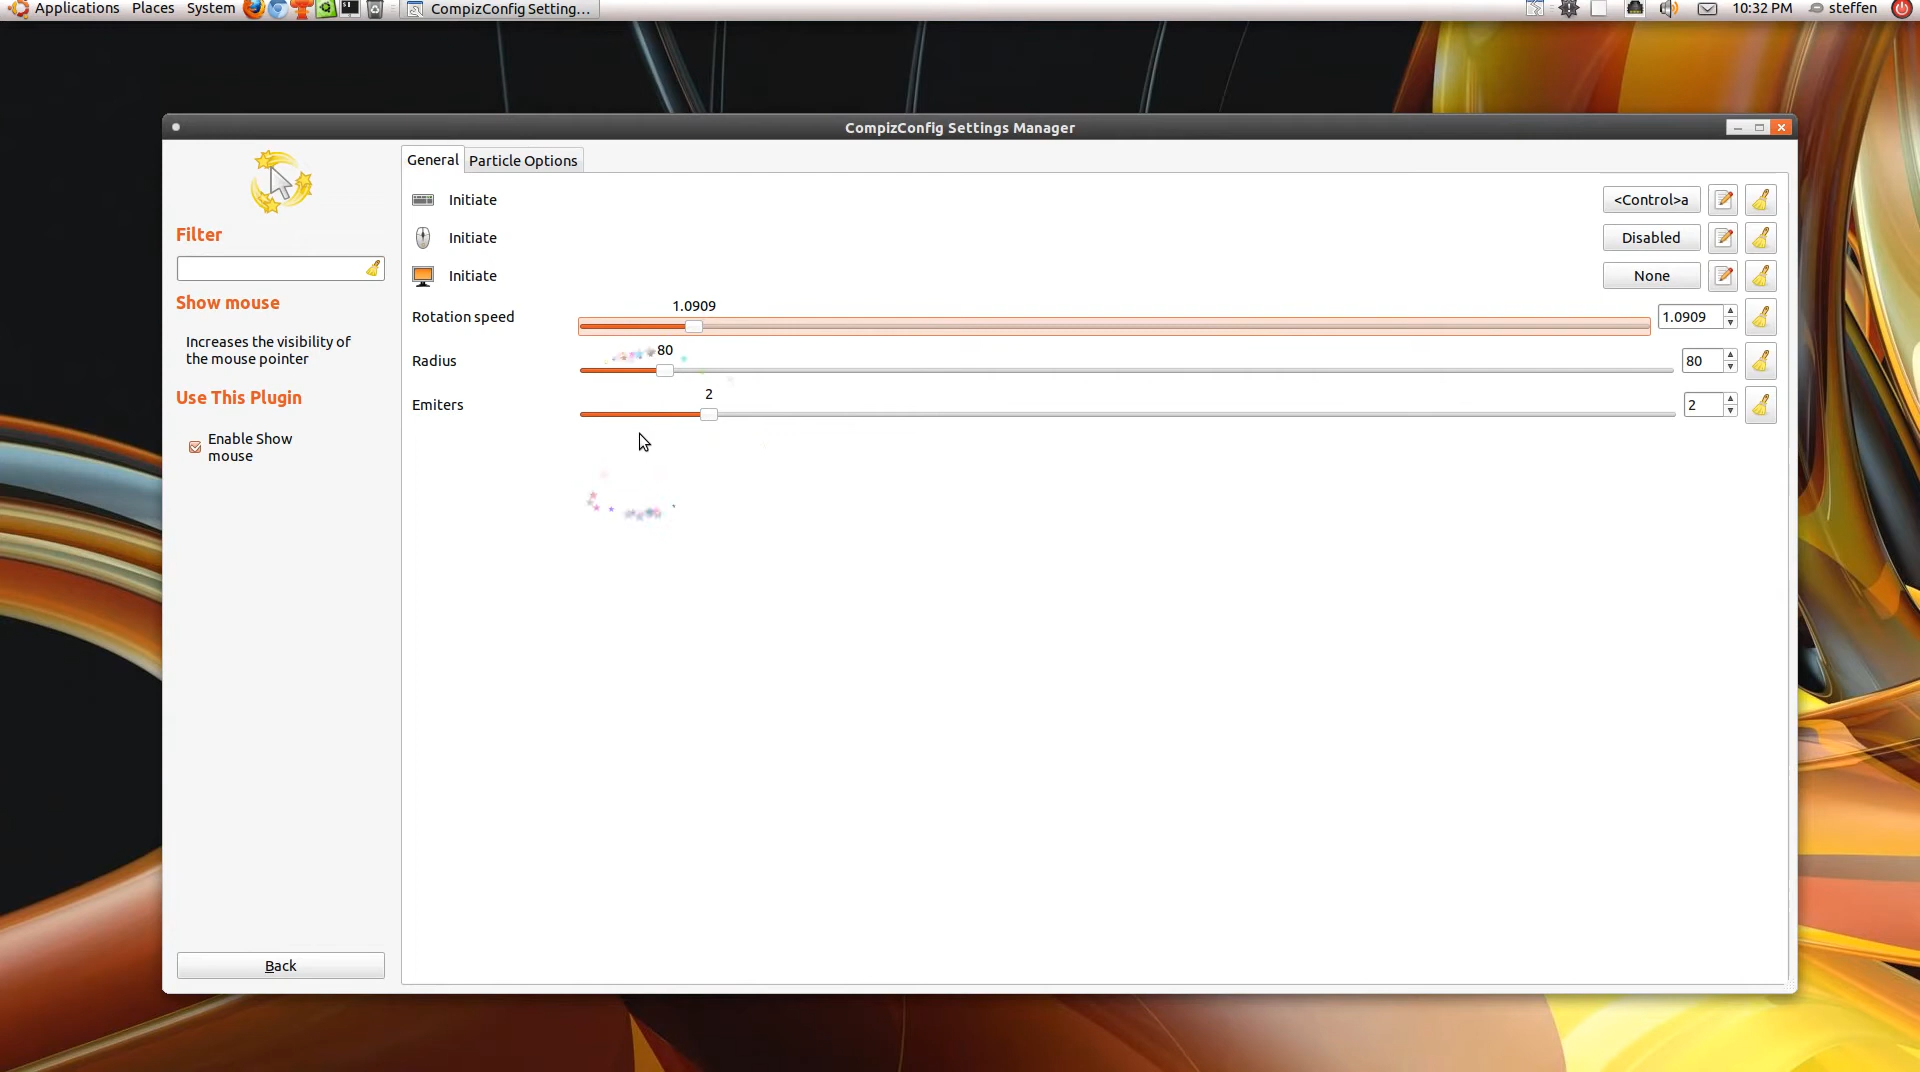 Applications Places System CompizConfig Setting... 10:32 PM steffen
CompizConfig Settings Manager
General Particle Options
Initiate <Control>a
Filter
Initiate Disabled
Initiate None
Show mouse
1.0909
Rotation speed 1.0909
Increases the visibility of
the mouse pointer
80
Radius 80
Use This Plugin
2
Emiters 2
Enable Show
mouse
Back